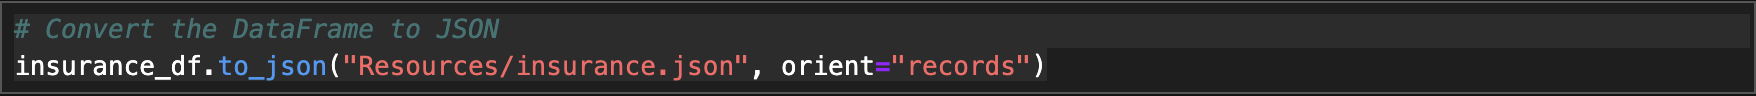 # Convert the DataFrame to JSON
insurance_df.to_json("Resources/insurance.json", orient="records")